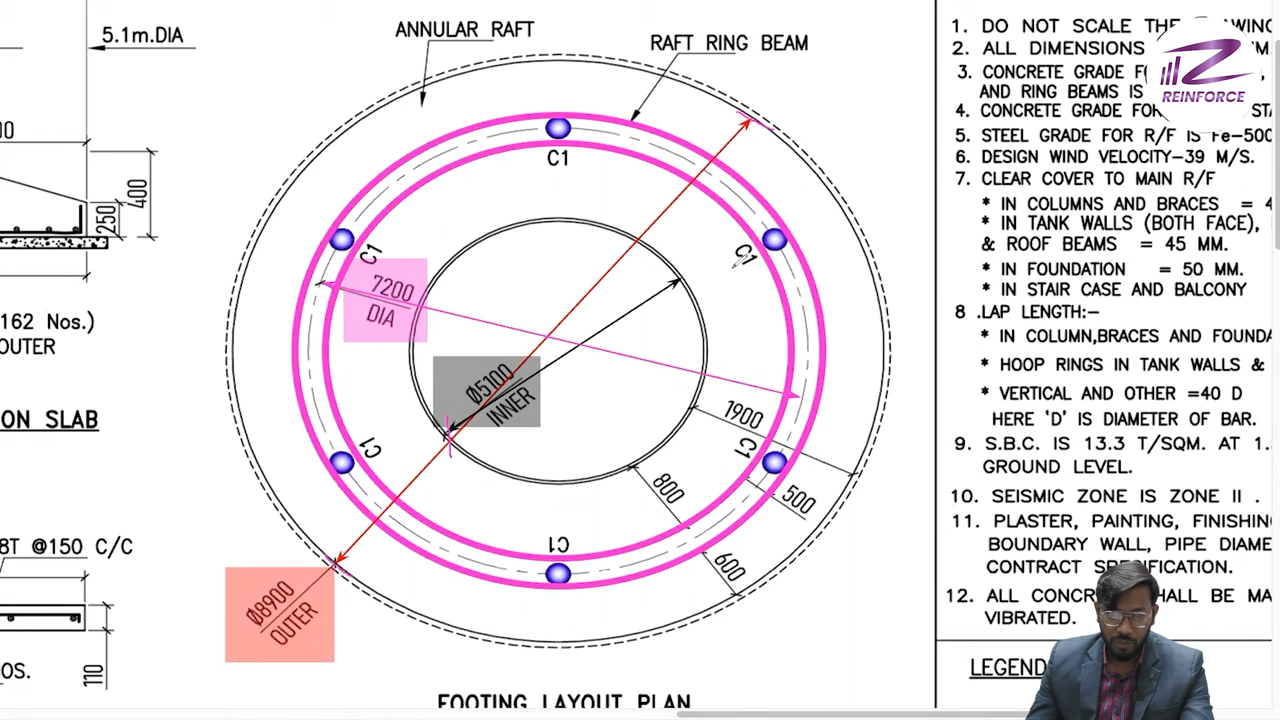 5.1m.DIA
400
250
162 Nos.)
OUTER
ON SLAB
8T @150 C/C
110
OS.
ANNULAR RAFT
RAFT RING BEAM
C1
C1
C1
7200
DIA
Ø5100
INNER
1900
C1
C1
800
500
C1
600
Ø8900
OUTER
FOOTING LAYOUT PLAN
REINFORCE
1. DO NOT SCALE THE
2. ALL DIMENSIONS
3. CONCRETE GRADE
AND RING BEAMS IS
4. CONCRETE GRADE FOR
5. STEEL GRADE FOR R/F IS Fe-500
6. DESIGN WIND VELOCITY-39 M/S.
7. CLEAR COVER TO MAIN R/F
* IN COLUMNS AND BRACES = 4
* IN TANK WALLS (BOTH FACE),
& ROOF BEAMS = 45 MM.
* IN FOUNDATION = 50 MM.
* IN STAIR CASE AND BALCONY
8 .LAP LENGTH:-
* IN COLUMN,BRACES AND FOUNDA
* HOOP RINGS IN TANK WALLS &
* VERTICAL AND OTHER =40 D
HERE 'D' IS DIAMETER OF BAR.
9. S.B.C. IS 13.3 T/SQM. AT 1.
GROUND LEVEL.
10. SEISMIC ZONE IS ZONE II .
11. PLASTER, PAINTING, FINISHING
BOUNDARY WALL, PIPE DIAME
CONTRACT SPECIFICATION.
12. ALL CONCR HALL BE MA
VIBRATED.
LEGEND